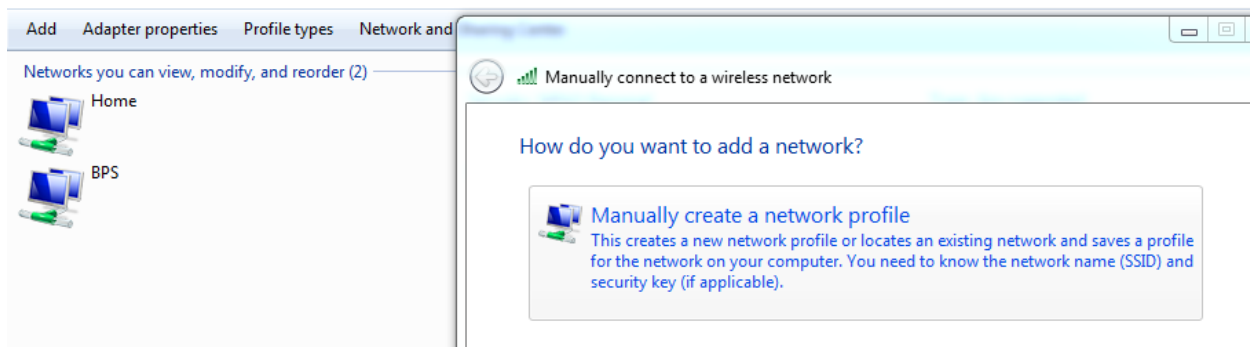 Add Adapter properties Profile types Network and Sharing Center
Networks you can view, modify, and reorder (2)
Home
BPS
Manually connect to a wireless network
How do you want to add a network?
Manually create a network profile
This creates a new network profile or locates an existing network and saves a profile
for the network on your computer. You need to know the network name (SSID) and
security key (if applicable).